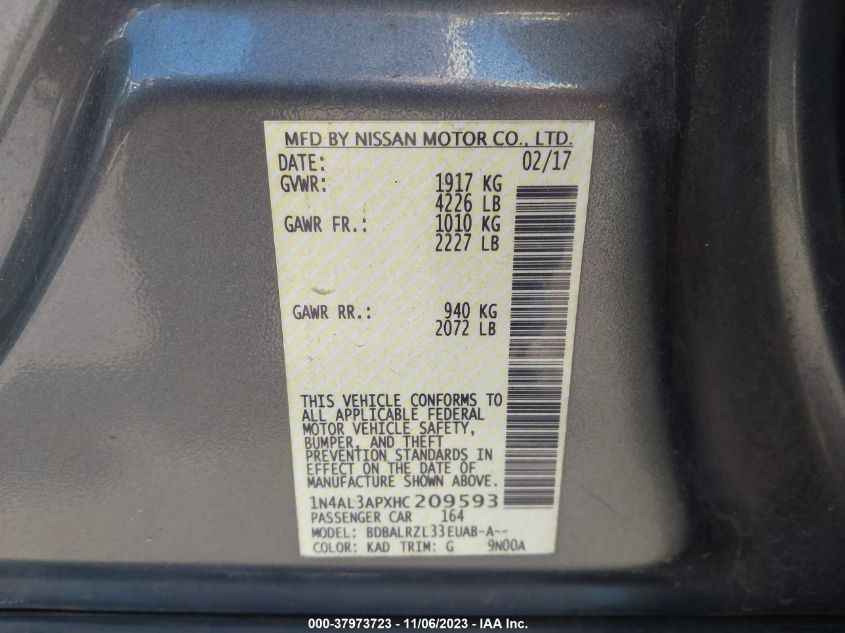 MFD BY NISSAN MOTOR CO., LTD.
DATE: 02/17
GVWR: 1917 KG
4226 LB
GAWR FR.: 1010 KG
2227 LB
GAWR RR.: 940 KG
2072 LB
THIS VEHICLE CONFORMS TO
ALL APPLICABLE FEDERAL
MOTOR VEHICLE SAFETY,
BUMPER, AND THEFT
PREVENTION STANDARDS IN
EFFECT ON THE DATE OF
MANUFACTURE SHOWN ABOVE.
1N4AL3APXHC 209593
PASSENGER CAR 164
MODEL: BDBALRZL33EUAB-A--
COLOR: KAD TRIM: G 9N00A
000-37973723 - 11/06/2023 - IAA Inc.